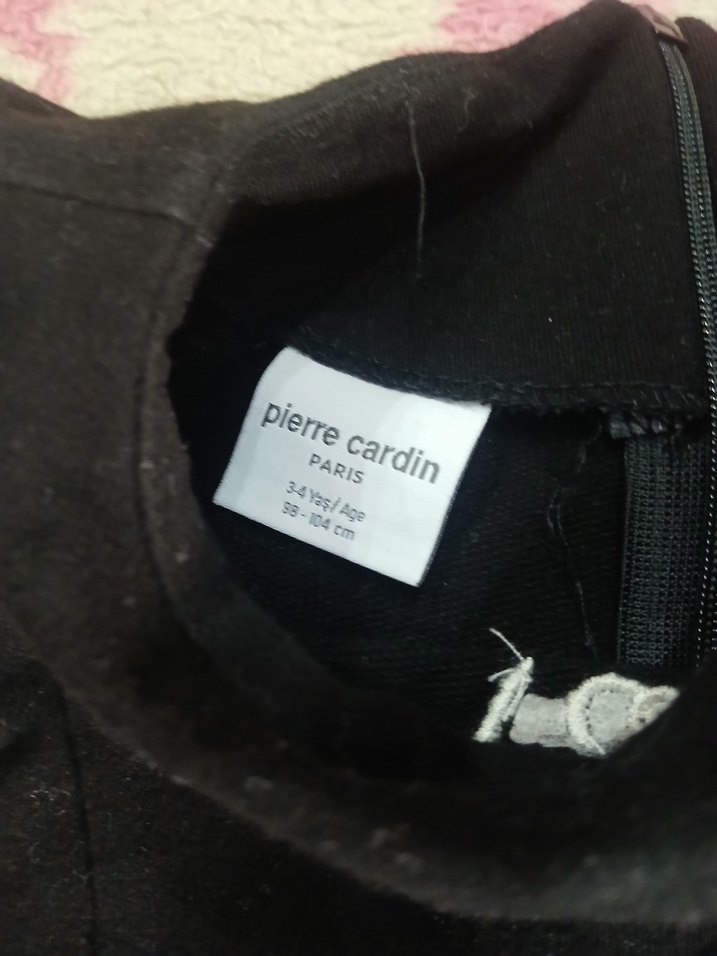 pierre cardin
PARIS
3-4 Yaş / Age
98 - 104 cm